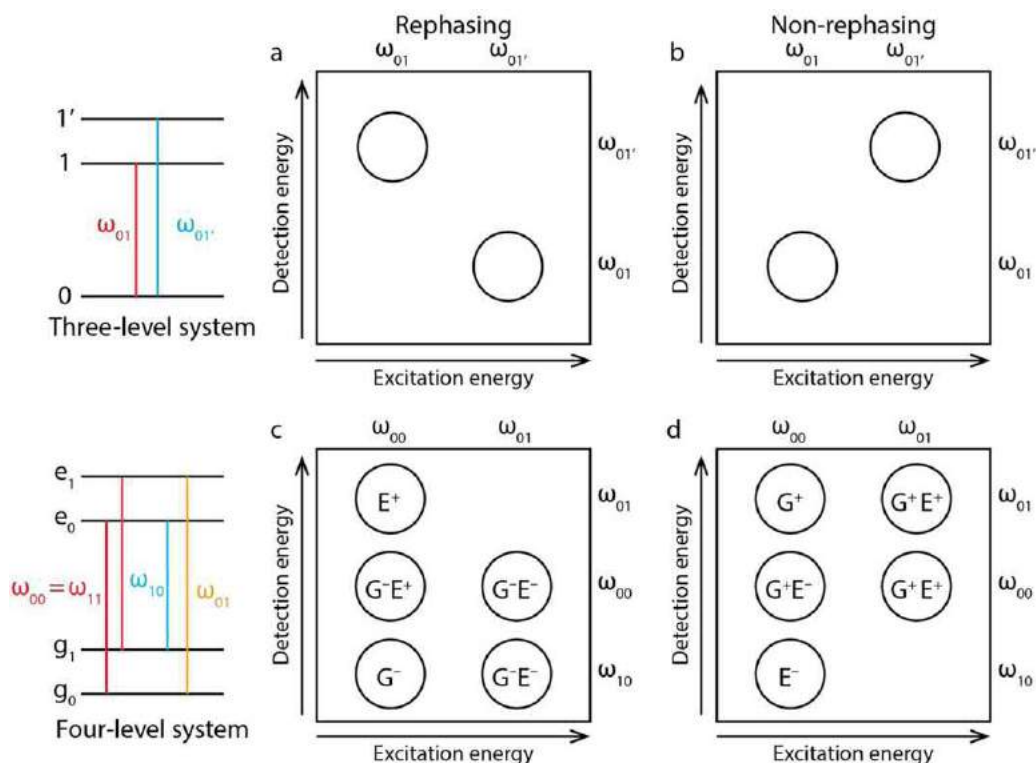 Rephasing
Non-rephasing
a
ω01
ω01'
b
ω01
ω01'
1'
1
0
ω01
ω01'
Three-level system
Detection energy
Excitation energy
ω01'
ω01
Detection energy
Excitation energy
ω01'
ω01
c
ω00
ω01
d
ω00
ω01
e1
e0
g1
g0
ω00 = ω11
ω10
ω01
Four-level system
Detection energy
E+
G−E+
G−E−
G−
G−E−
Excitation energy
ω01
ω00
ω10
Detection energy
G+
G+E+
G+E−
G+E+
E−
Excitation energy
ω01
ω00
ω10